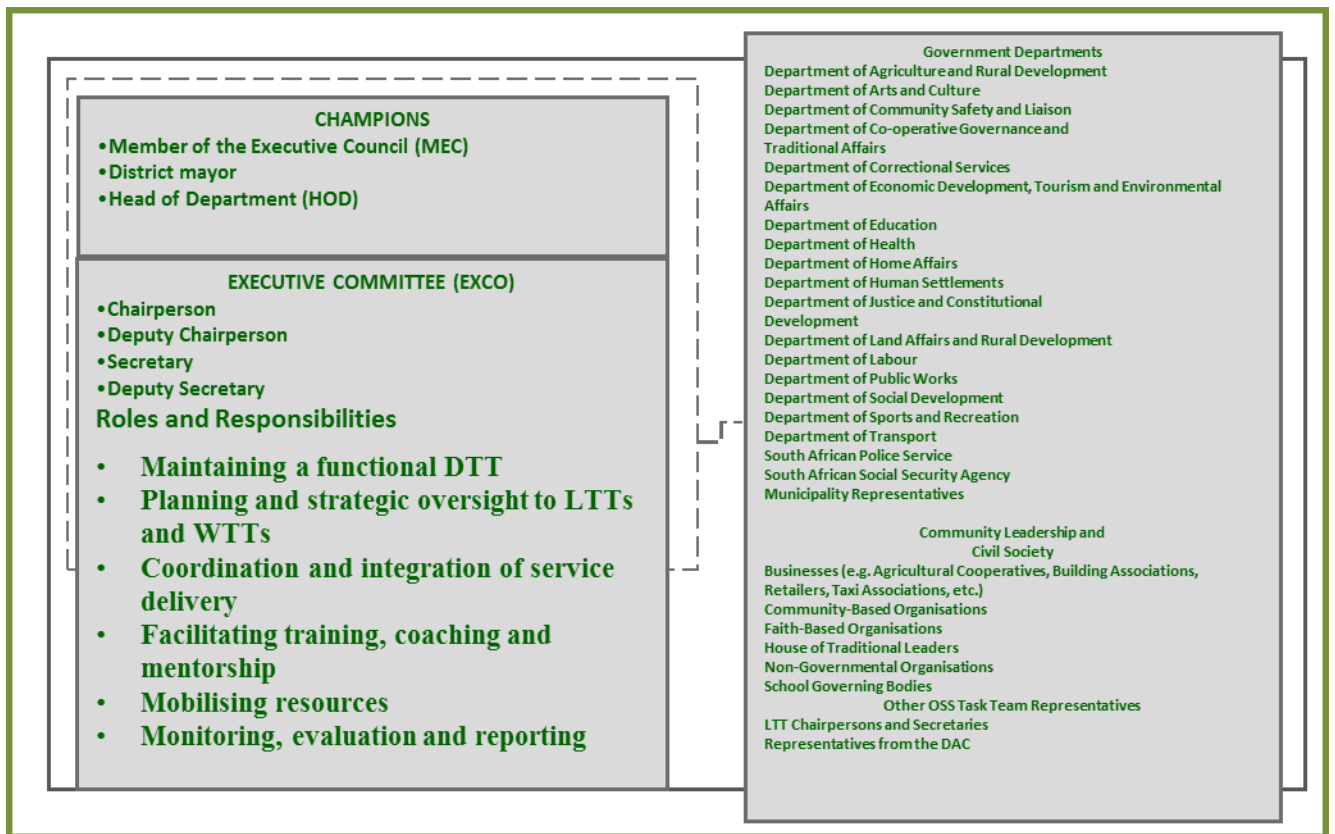 CHAMPIONS
•Member of the Executive Council (MEC)
•District mayor
•Head of Department (HOD)
EXECUTIVE COMMITTEE (EXCO)
•Chairperson
•Deputy Chairperson
•Secretary
•Deputy Secretary
Roles and Responsibilities
• Maintaining a functional DTT
• Planning and strategic oversight to LTTs
and WTTs
• Coordination and integration of service
delivery
• Facilitating training, coaching and
mentorship
• Mobilising resources
• Monitoring, evaluation and reporting
Government Departments
Department of Agriculture and Rural Development
Department of Arts and Culture
Department of Community Safety and Liaison
Department of Co-operative Governance and
Traditional Affairs
Department of Correctional Services
Department of Economic Development, Tourism and Environmental
Affairs
Department of Education
Department of Health
Department of Home Affairs
Department of Human Settlements
Department of Justice and Constitutional
Development
Department of Land Affairs and Rural Development
Department of Labour
Department of Public Works
Department of Social Development
Department of Sports and Recreation
Department of Transport
South African Police Service
South African Social Security Agency
Municipality Representatives
Community Leadership and
Civil Society
Businesses (e.g. Agricultural Cooperatives, Building Associations,
Retailers, Taxi Associations, etc.)
Community-Based Organisations
Faith-Based Organisations
House of Traditional Leaders
Non-Governmental Organisations
School Governing Bodies
Other OSS Task Team Representatives
LTT Chairpersons and Secretaries
Representatives from the DAC